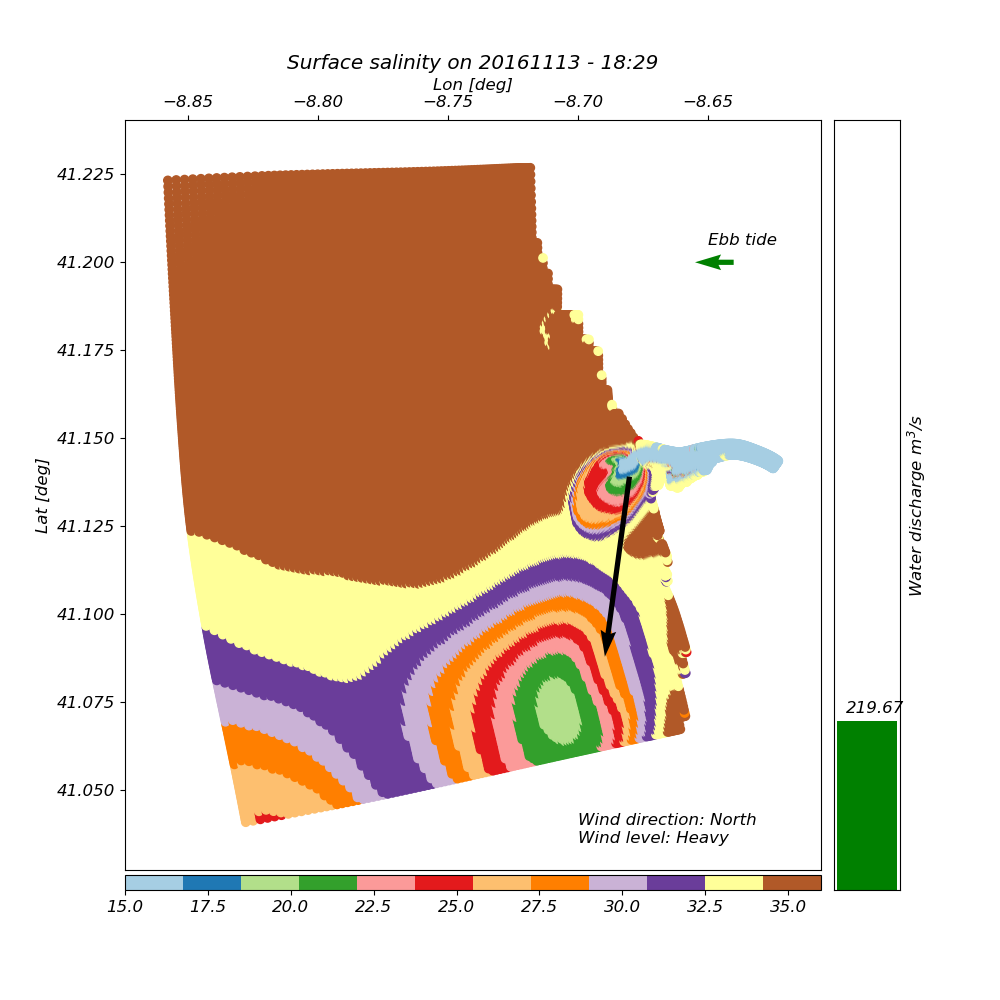 Surface salinity on 20161113 - 18:29
Lon [deg]
−8.85 −8.80 −8.75 −8.70 −8.65
41.225
41.200
41.175
41.150
41.125
41.100
41.075
41.050
Lat [deg]
Ebb tide
Wind direction: North
Wind level: Heavy
15.0 17.5 20.0 22.5 25.0 27.5 30.0 32.5 35.0
219.67
Water discharge m³/s